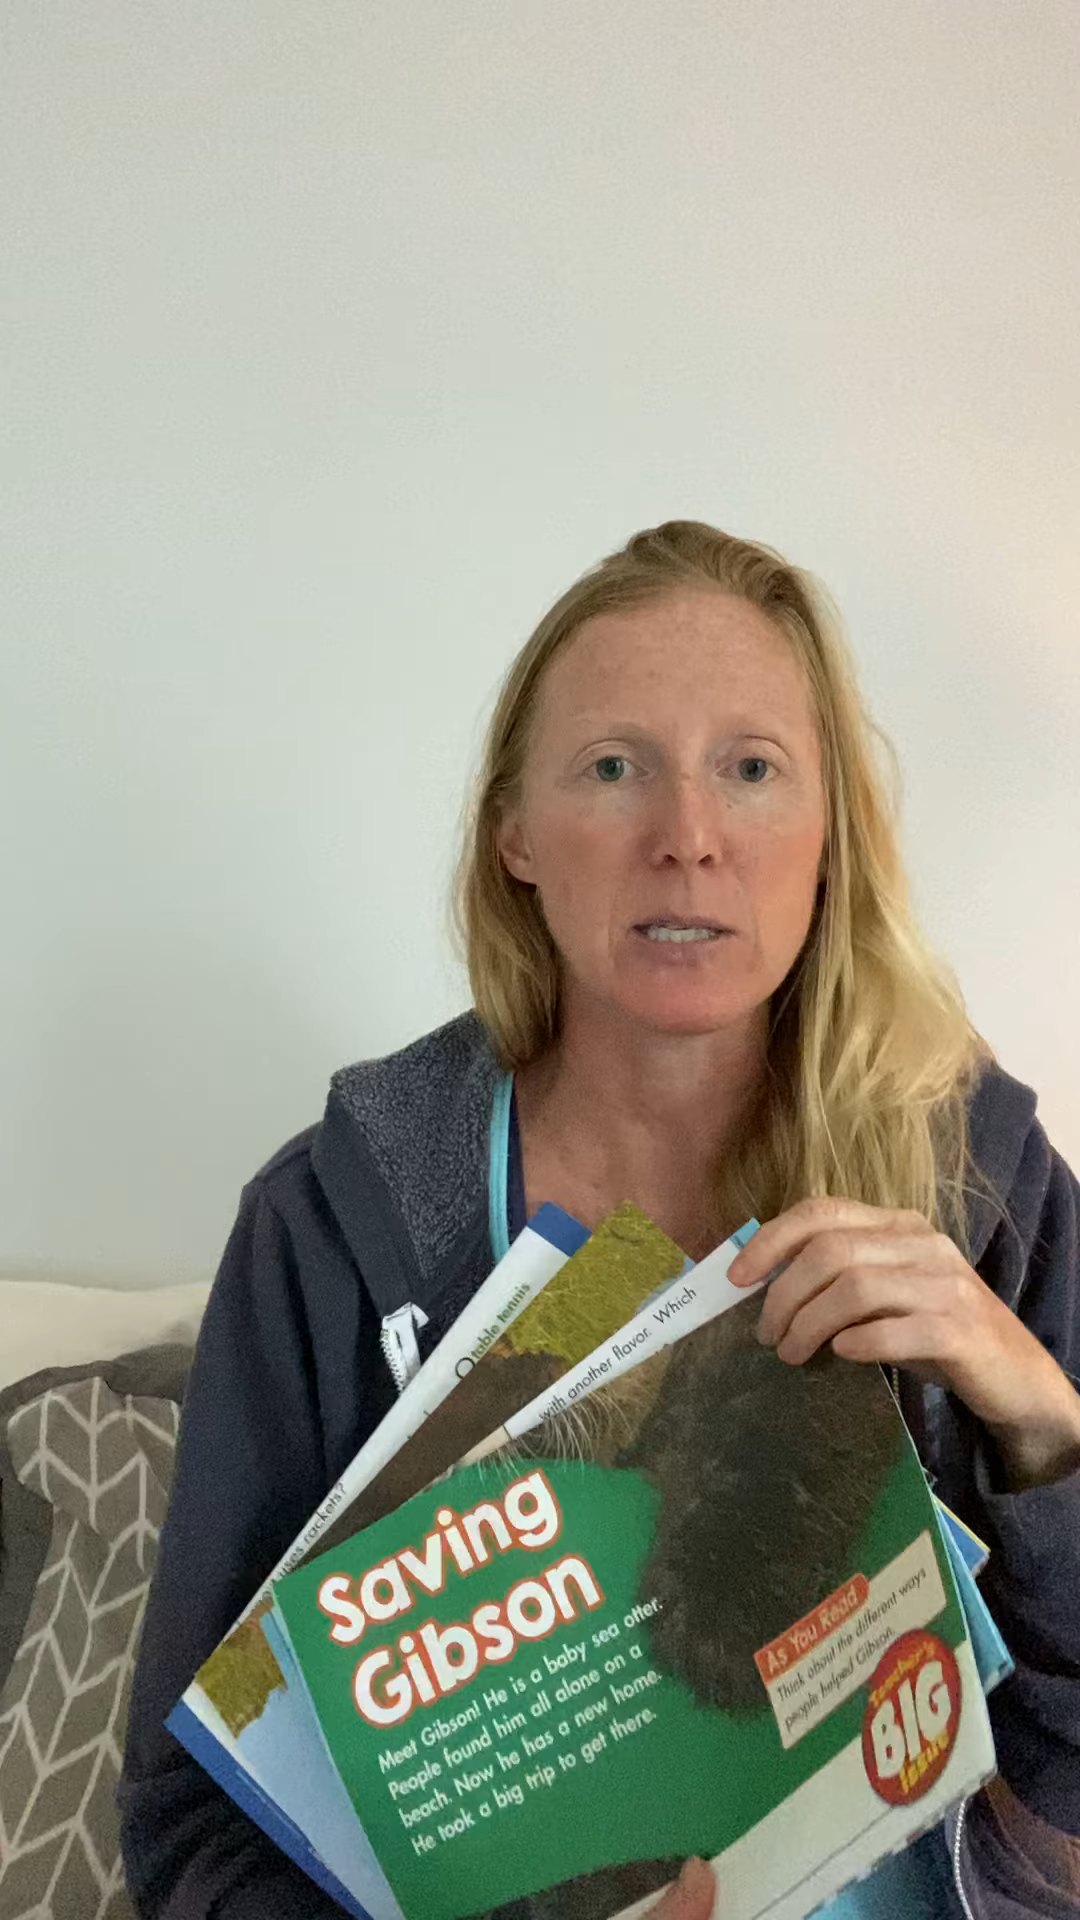 table tennis
uses rackets?
with another flavor. Which
Saving
Gibson
Meet Gibson! He is a baby sea otter.
People found him all alone on a
beach. Now he has a new home.
He took a big trip to get there.
As You Read
Think about the different ways
people helped Gibson.
Teacher's
BIG
Issue